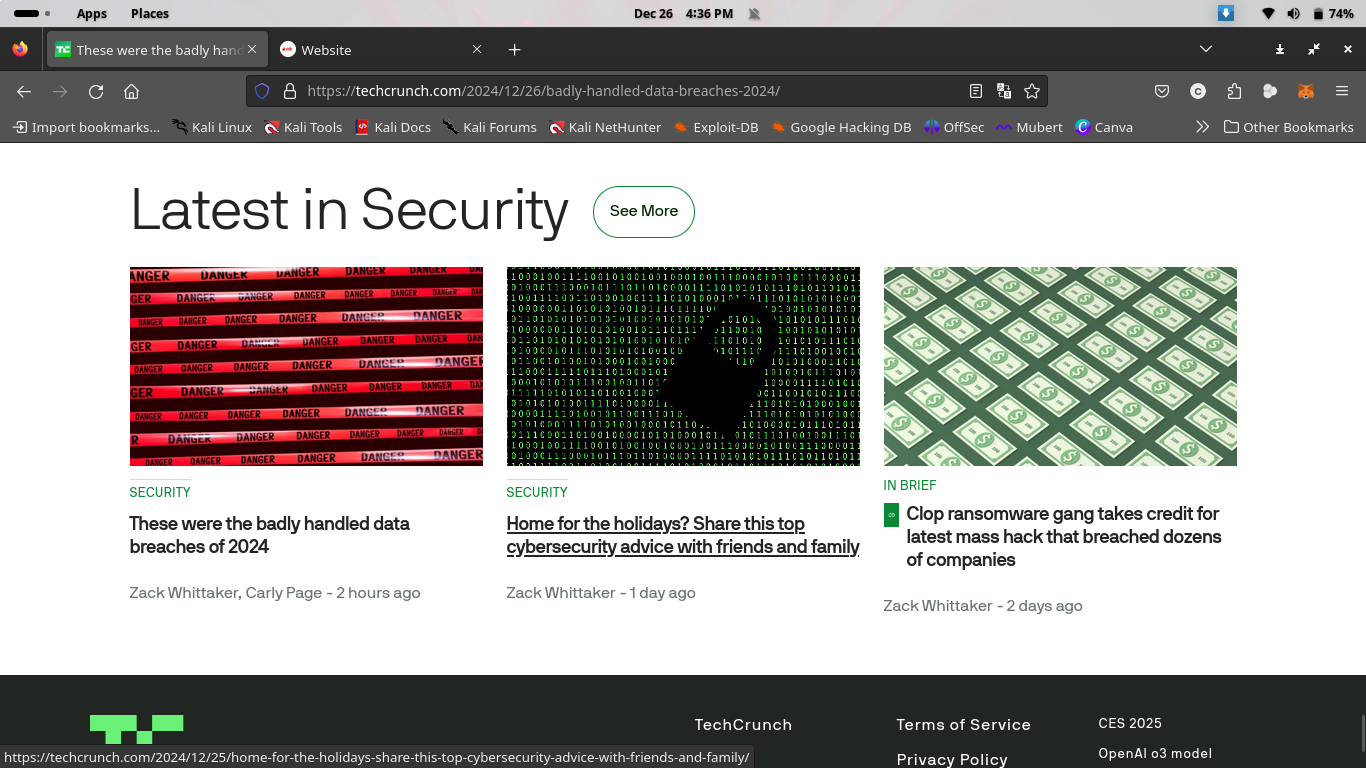 Apps Places Dec 26 4:36 PM 74%
These were the badly hand Website
https://techcrunch.com/2024/12/26/badly-handled-data-breaches-2024/
Import bookmarks... Kali Linux Kali Tools Kali Docs Kali Forums Kali NetHunter Exploit-DB Google Hacking DB OffSec Mubert Canva Other Bookmarks
Latest in Security See More
DANGER DANGER DANGER DANGER
SECURITY
These were the badly handled data
breaches of 2024
Zack Whittaker, Carly Page - 2 hours ago
SECURITY
Home for the holidays? Share this top
cybersecurity advice with friends and family
Zack Whittaker - 1 day ago
IN BRIEF
Clop ransomware gang takes credit for
latest mass hack that breached dozens
of companies
Zack Whittaker - 2 days ago
TechCrunch Terms of Service CES 2025
Privacy Policy OpenAI o3 model
https://techcrunch.com/2024/12/25/home-for-the-holidays-share-this-top-cybersecurity-advice-with-friends-and-family/